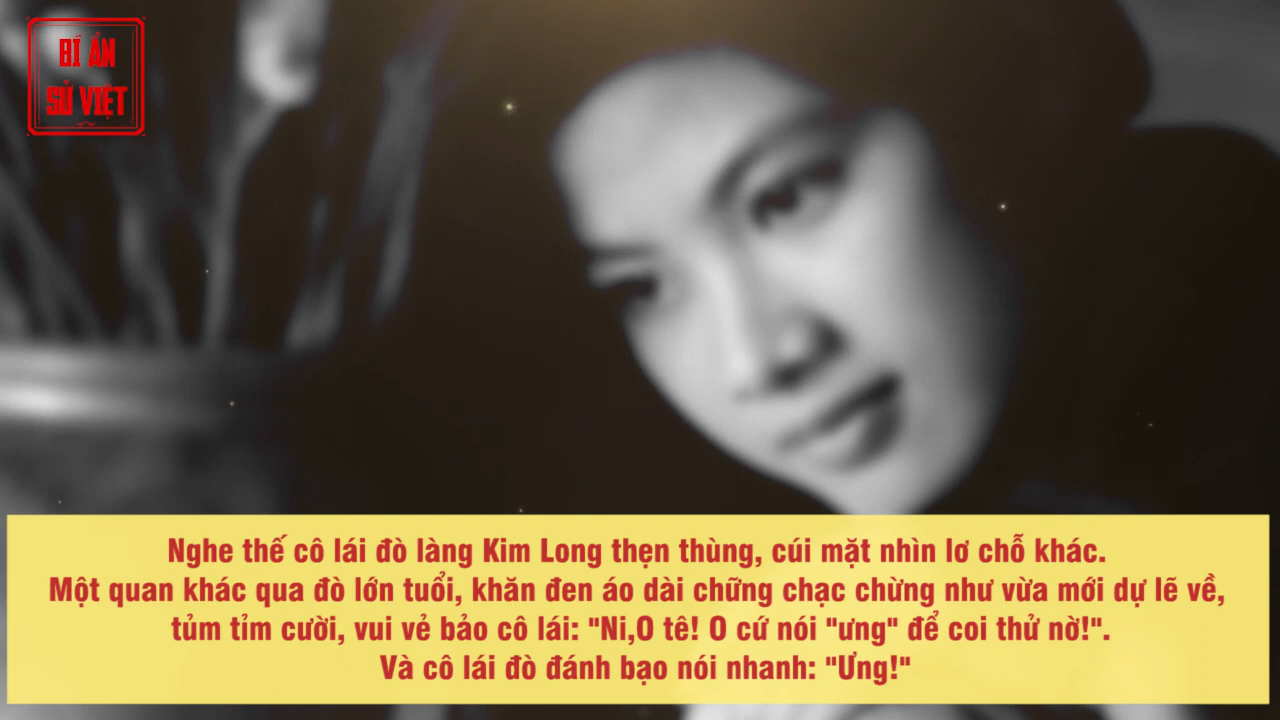 BÍ ẨN
SỬ VIỆT
Nghe thế cô lái đò làng Kim Long thẹn thùng, cúi mặt nhìn lơ chỗ khác.
Một quan khác qua đò lớn tuổi, khăn đen áo dài chững chạc chừng như vừa mới dự lẽ về,
tủm tỉm cười, vui vẻ bảo cô lái: "Ni,O tê! O cứ nói "ưng" để coi thử nờ!".
Và cô lái đò đánh bạo nói nhanh: "Ưng!"